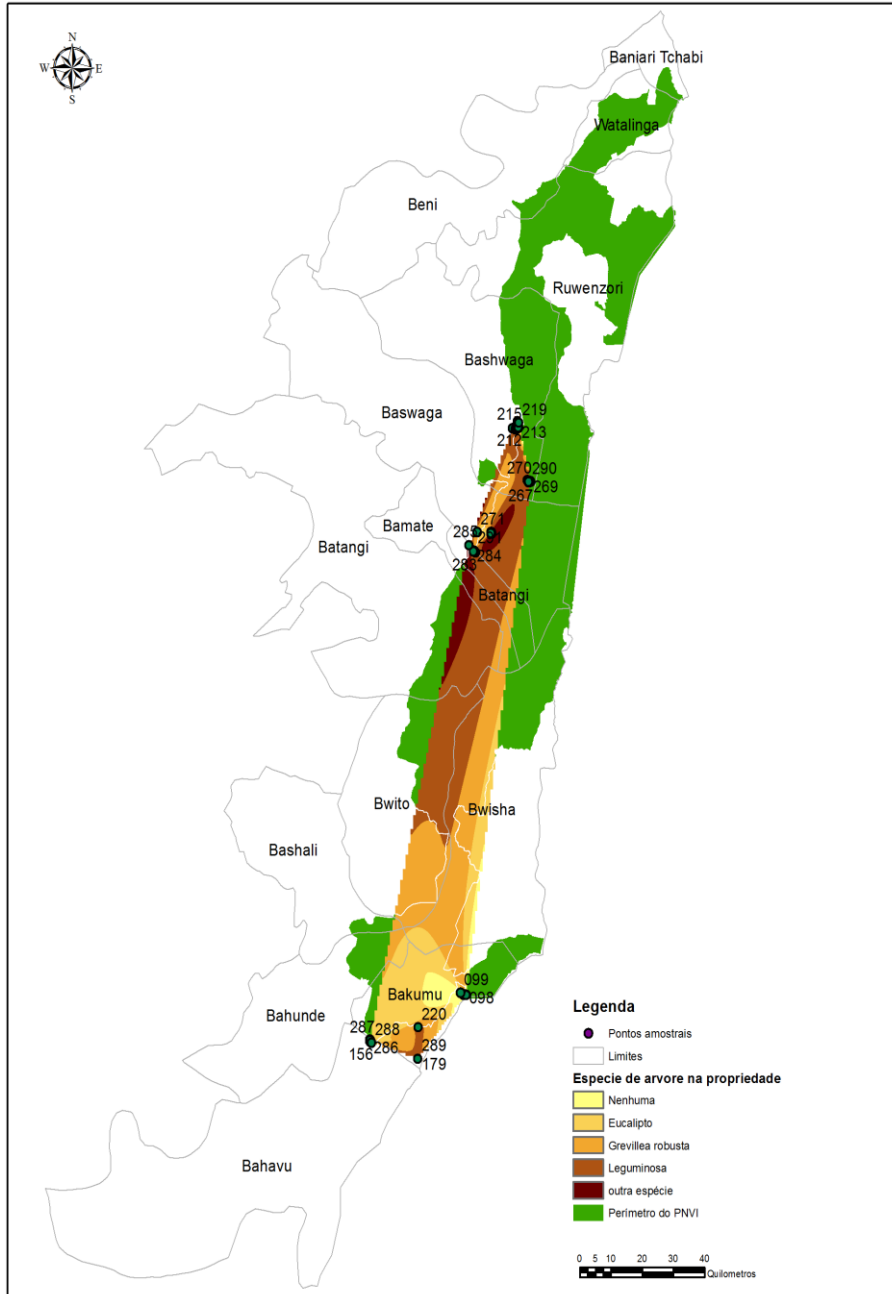 N
W E
S
Baniari Tchabi
Watalinga
Beni
Ruwenzori
Bashwaga
Baswaga
215 219
212 213
270 290
267 269
Bamate
285 271
291
283 284
Batangi
Batangi
Bwito
Bwisha
Bashali
099
098
Bakumu
220
Bahunde
287 288
156 286
289
179
Bahavu
Legenda
Pontos amostrais
Limites
Especie de arvore na propriedade
Nenhuma
Eucalipto
Grevillea robusta
Leguminosa
outra espécie
Perímetro do PNVI
0 5 10 20 30 40
Quilometros